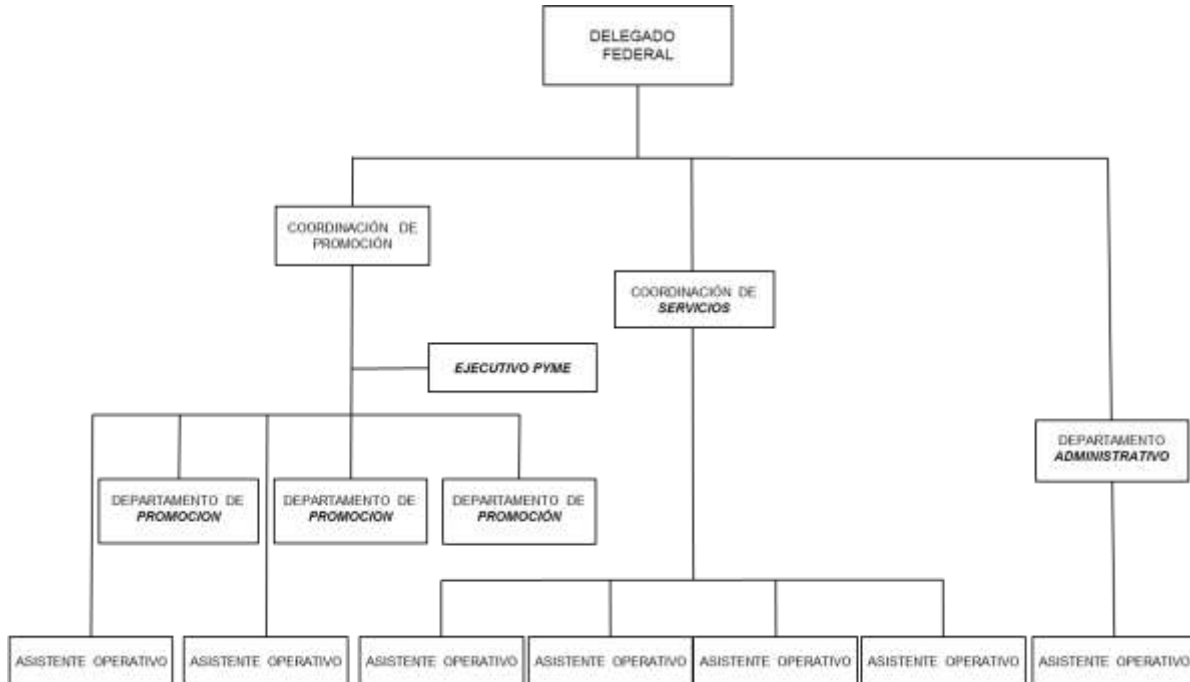 DELEGADO
FEDERAL
COORDINACIÓN DE
PROMOCIÓN
COORDINACIÓN DE
SERVICIOS
EJECUTIVO PYME
DEPARTAMENTO
ADMINISTRATIVO
DEPARTAMENTO DE
PROMOCION
DEPARTAMENTO DE
PROMOCION
DEPARTAMENTO DE
PROMOCIÓN
ASISTENTE OPERATIVO
ASISTENTE OPERATIVO
ASISTENTE OPERATIVO
ASISTENTE OPERATIVO
ASISTENTE OPERATIVO
ASISTENTE OPERATIVO
ASISTENTE OPERATIVO